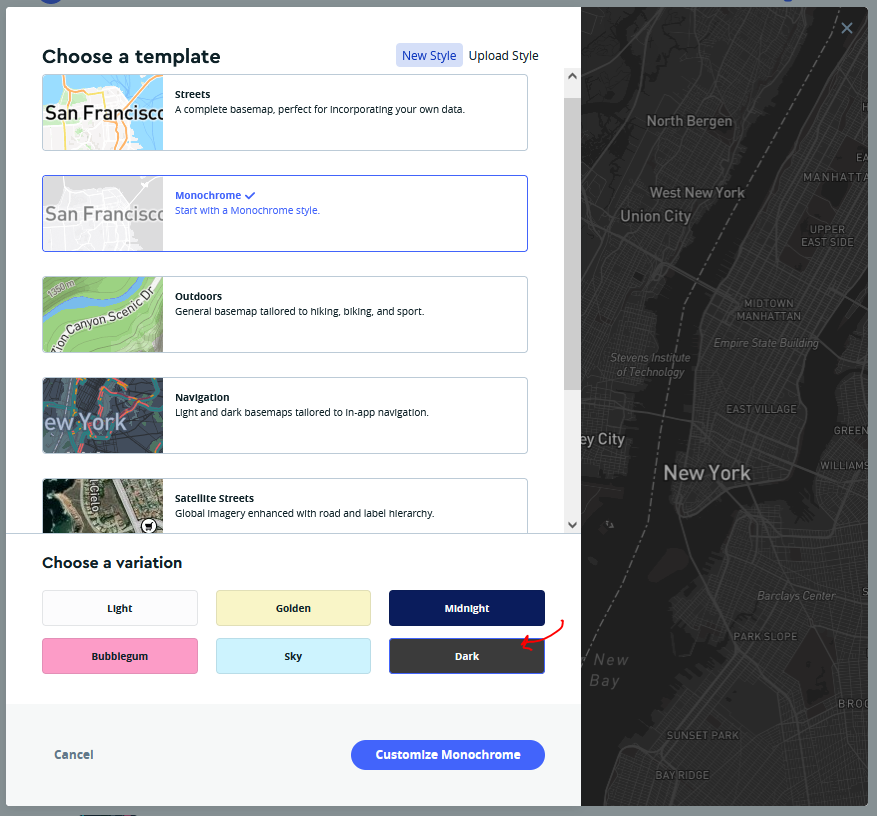 Choose a template
New Style
Upload Style
San Francisco
Streets
A complete basemap, perfect for incorporating your own data.
San Francisco
Monochrome
Start with a Monochrome style.
1350 m
Zion Canyon Scenic Dr
Outdoors
General basemap tailored to hiking, biking, and sport.
ew York
Navigation
Light and dark basemaps tailored to in-app navigation.
l Cielo
Satellite Streets
Global imagery enhanced with road and label hierarchy.
Choose a variation
Light
Golden
Midnight
Bubblegum
Sky
Dark
Cancel
Customize Monochrome
North Bergen
EA
MANHATTA
West New York
Union City
UPPER
EAST SIDE
MIDTOWN
MANHATTAN
Empire State Building
Stevens Institute
of Technology
EAST VILLAGE
GREEN
ey City
WILLIAMS
New York
Barclays Center
PARK SLOPE
New
Bay
BROO
SUNSET PARK
BAY RIDGE